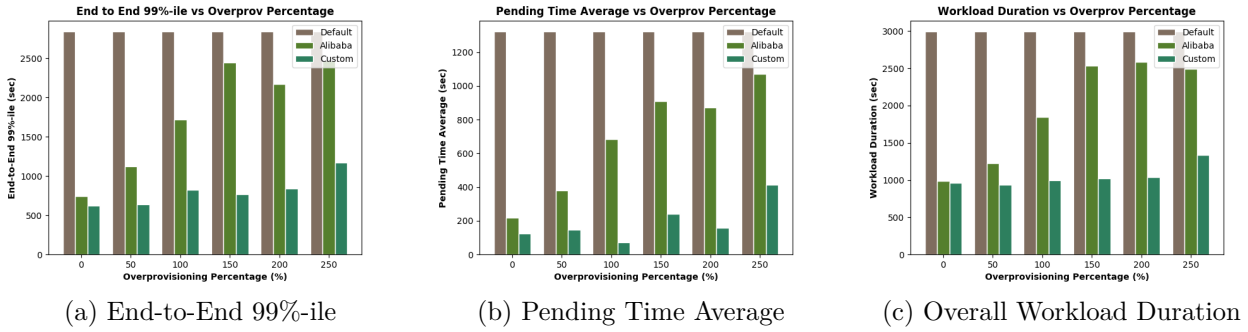 End to End 99%-ile vs Overprov Percentage
End-to-End 99%-ile (sec)
2500
2000
1500
1000
500
0
Default
Alibaba
Custom
0 50 100 150 200 250
Overprovisioning Percentage (%)
(a) End-to-End 99%-ile
Pending Time Average vs Overprov Percentage
Pending Time Average (sec)
1200
1000
800
600
400
200
0
Default
Alibaba
Custom
0 50 100 150 200 250
Overprovisioning Percentage (%)
(b) Pending Time Average
Workload Duration vs Overprov Percentage
Workload Duration (sec)
3000
2500
2000
1500
1000
500
0
Default
Alibaba
Custom
0 50 100 150 200 250
Overprovisioning Percentage (%)
(c) Overall Workload Duration